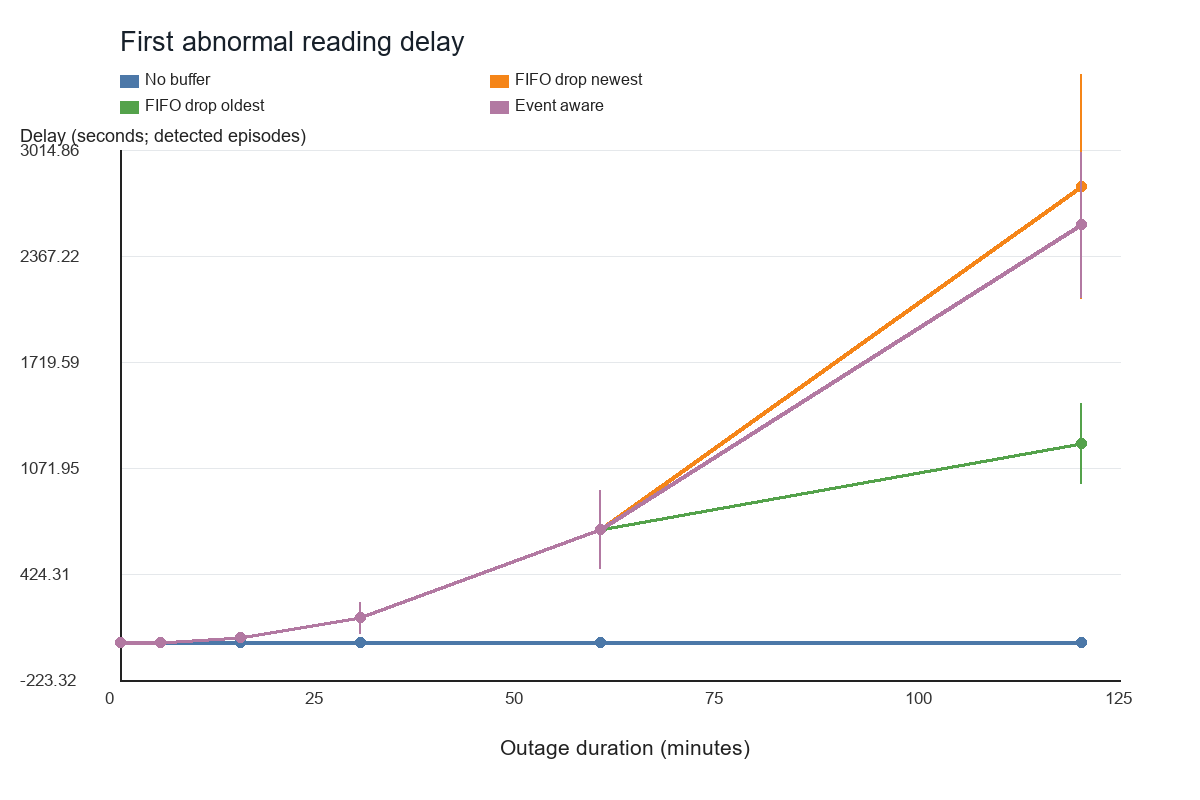 First abnormal reading delay
No buffer
FIFO drop newest
FIFO drop oldest
Event aware
Delay (seconds; detected episodes)
3014.86
2367.22
1719.59
1071.95
424.31
-223.32
0 25 50 75 100 125
Outage duration (minutes)